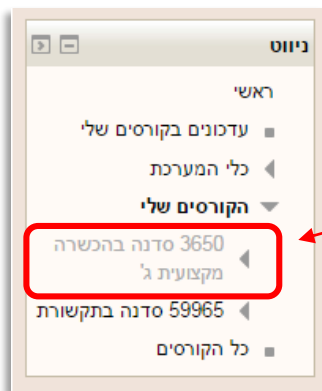 ניווט
ראשי
עדכונים בקורסים שלי
כלי המערכת
הקורסים שלי
3650 סדנה בהכשרה
מקצועית ג'
59965 סדנה בתקשורת
כל הקורסים